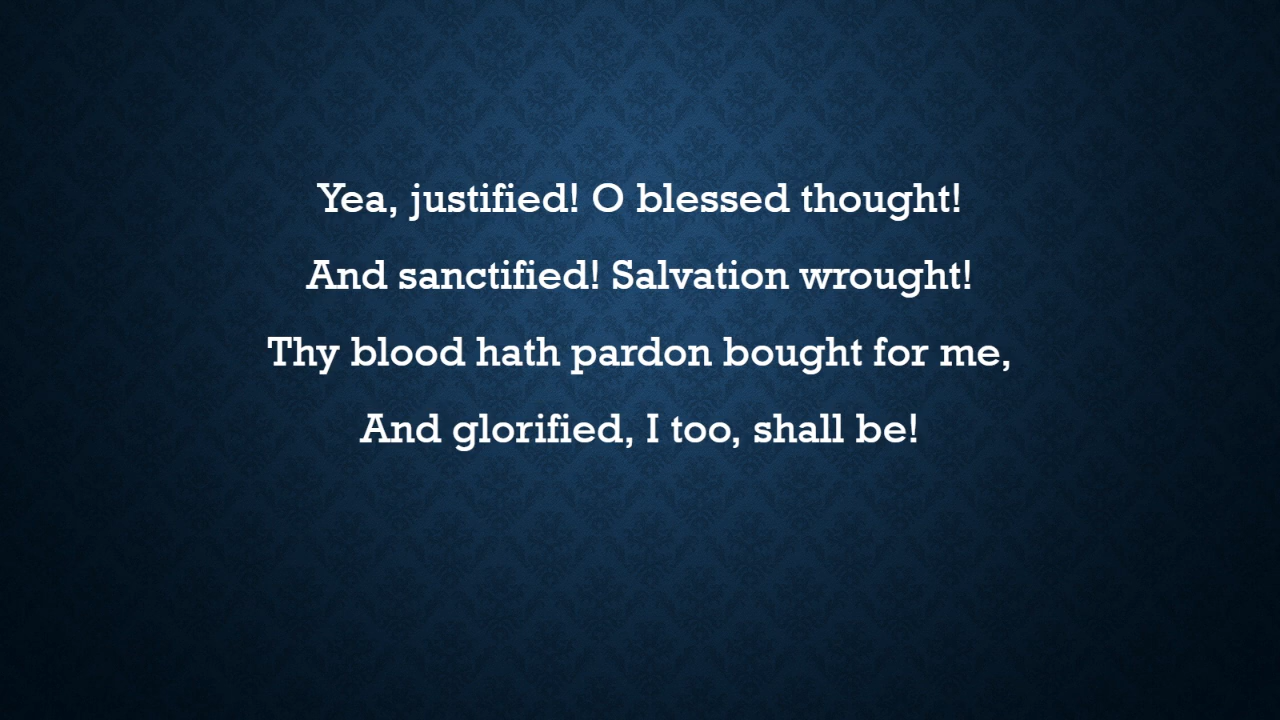 Yea, justified! O blessed thought!
And sanctified! Salvation wrought!
Thy blood hath pardon bought for me,
And glorified, I too, shall be!